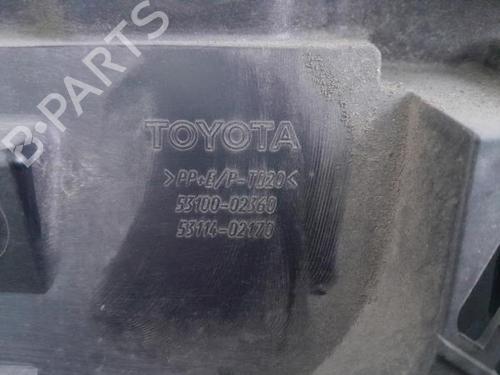 B-PARTS
TOYOTA
>PP+E/P-TD20<
53100-02360
53114-02170